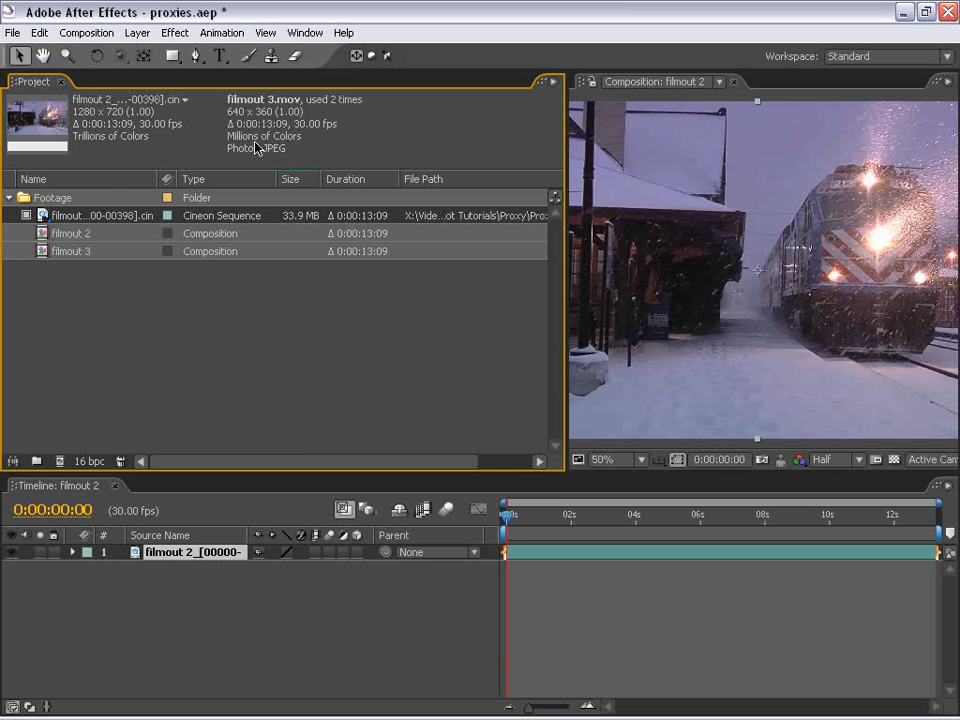 Adobe After Effects - proxies.aep *
File Edit Composition Layer Effect Animation View Window Help
Workspace: Standard
Project
Composition: filmout 2
filmout 2_...-00398].cin
1280 x 720 (1.00)
Δ 0:00:13:09, 30.00 fps
Trillions of Colors
filmout 3.mov, used 2 times
640 x 360 (1.00)
Δ 0:00:13:09, 30.00 fps
Millions of Colors
Photo JPEG
Name Type Size Duration File Path
Footage Folder
filmout...00-00398].cin Cineon Sequence 33.9 MB Δ 0:00:13:09 X:\Vide...ot Tutorials\Proxy\Pro
filmout 2 Composition Δ 0:00:13:09
filmout 3 Composition Δ 0:00:13:09
16 bpc
50% 0:00:00:00 Half Active Cam
Timeline: filmout 2
0:00:00:00 (30.00 fps)
02s 04s 06s 08s 10s 12s
# Source Name Parent
1 filmout 2_[00000- None